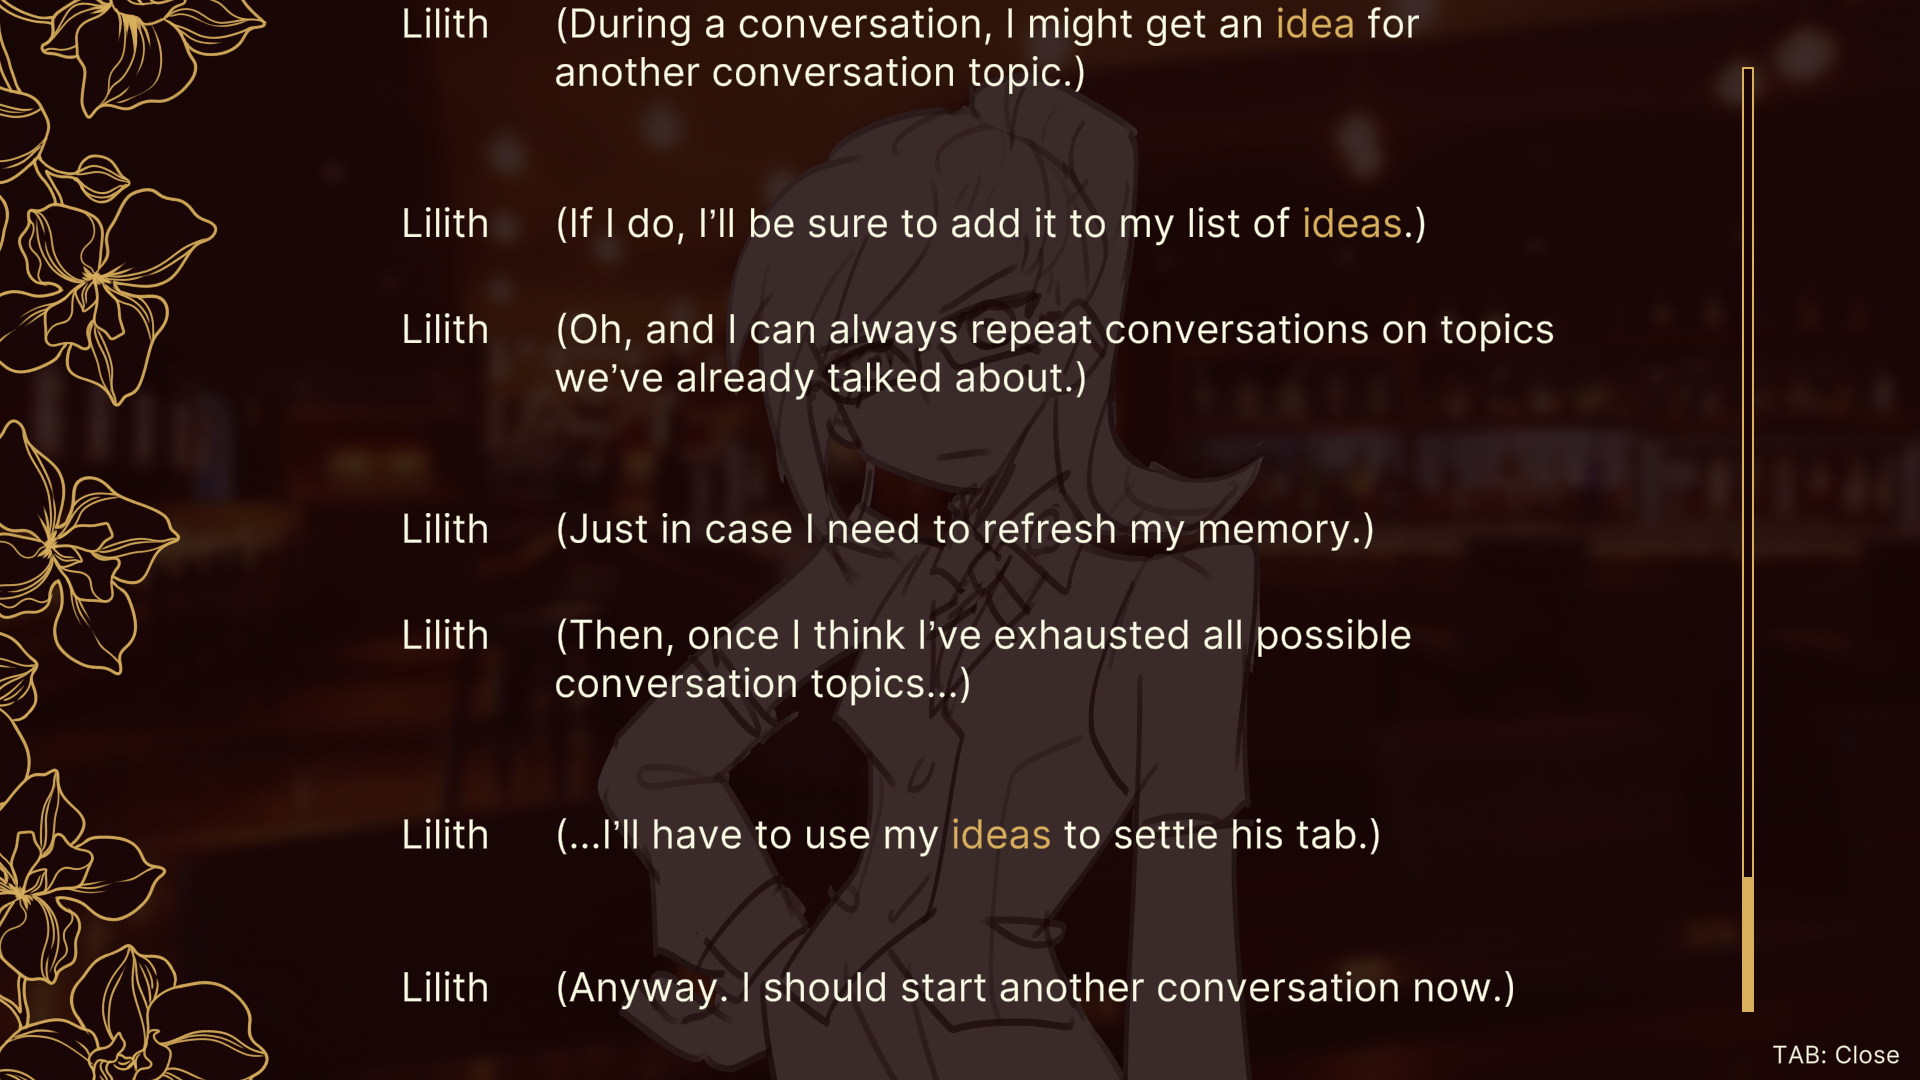 Lilith (During a conversation, I might get an idea for
another conversation topic.)
Lilith (If I do, I'll be sure to add it to my list of ideas.)
Lilith (Oh, and I can always repeat conversations on topics
we've already talked about.)
Lilith (Just in case I need to refresh my memory.)
Lilith (Then, once I think I've exhausted all possible
conversation topics...)
Lilith (...I'll have to use my ideas to settle his tab.)
Lilith (Anyway. I should start another conversation now.)
TAB: Close